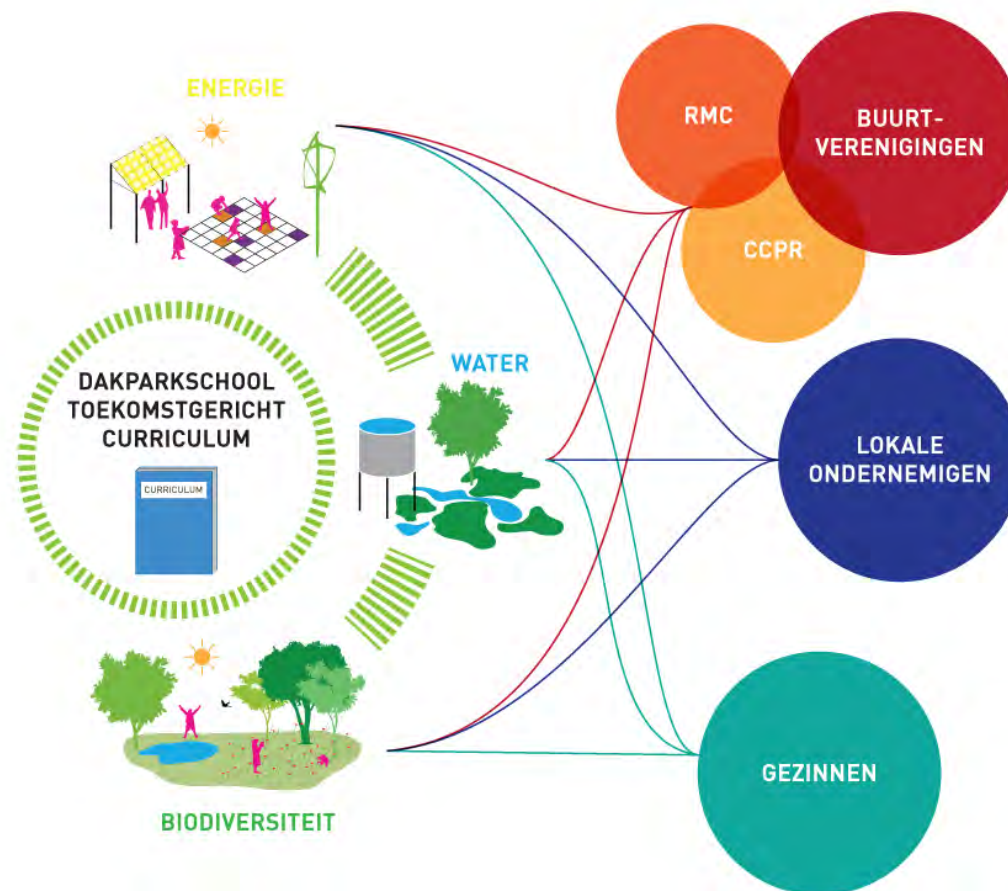 ENERGIE
RMC
BUURT-
VERENIGINGEN
CCPR
WATER
DAKPARKSCHOOL
TOEKOMSTGERICHT
CURRICULUM
CURRICULUM
LOKALE
ONDERNEMIGEN
GEZINNEN
BIODIVERSITEIT